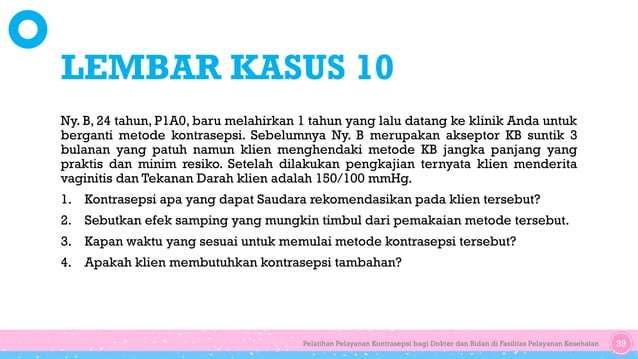 LEMBAR KASUS 10
Ny. B, 24 tahun, P1A0, baru melahirkan 1 tahun yang lalu datang ke klinik Anda untuk
berganti metode kontrasepsi. Sebelumnya Ny. B merupakan akseptor KB suntik 3
bulanan yang patuh namun klien menghendaki metode KB jangka panjang yang
praktis dan minim resiko. Setelah dilakukan pengkajian ternyata klien menderita
vaginitis dan Tekanan Darah klien adalah 150/100 mmHg.
1. Kontrasepsi apa yang dapat Saudara rekomendasikan pada klien tersebut?
2. Sebutkan efek samping yang mungkin timbul dari pemakaian metode tersebut.
3. Kapan waktu yang sesuai untuk memulai metode kontrasepsi tersebut?
4. Apakah klien membutuhkan kontrasepsi tambahan?
Pelatihan Pelayanan Kontrasepsi bagi Dokter dan Bidan di Fasilitas Pelayanan Kesehatan 39